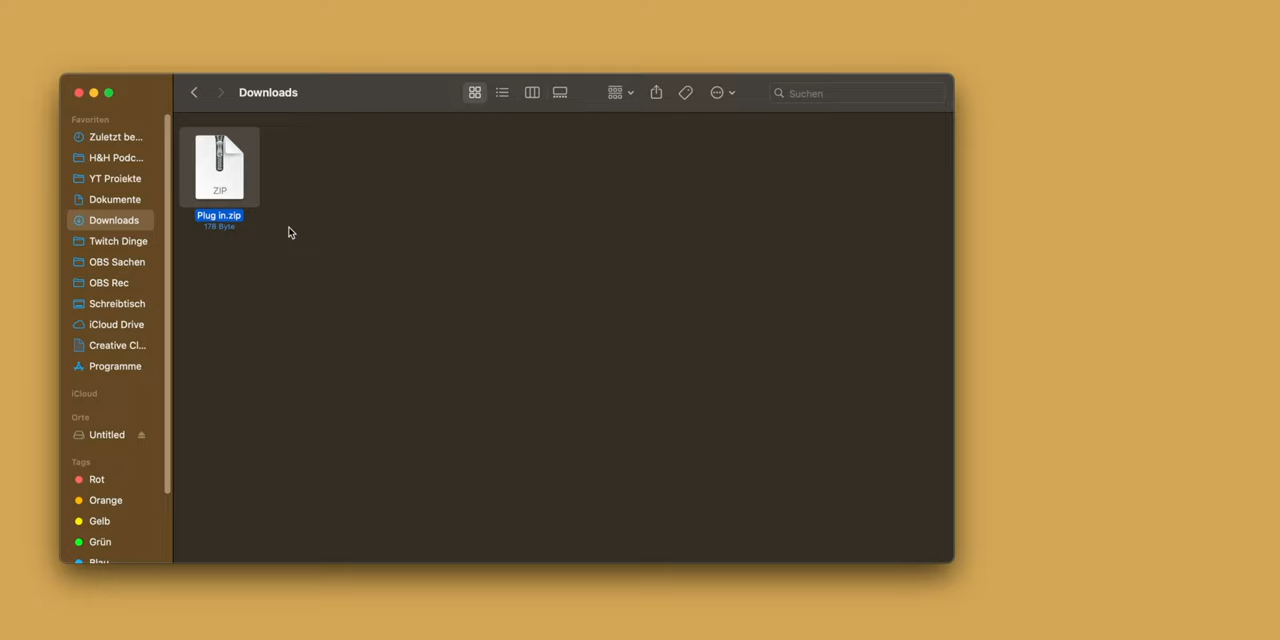 Downloads
Suchen
Favoriten
Zuletzt be...
H&H Podc...
YT Projekte
Dokumente
Downloads
Twitch Dinge
OBS Sachen
OBS Rec
Schreibtisch
iCloud Drive
Creative Cl...
Programme
iCloud
Orte
Untitled
Tags
Rot
Orange
Gelb
Grün
Blau
ZIP
Plug in.zip
178 Byte